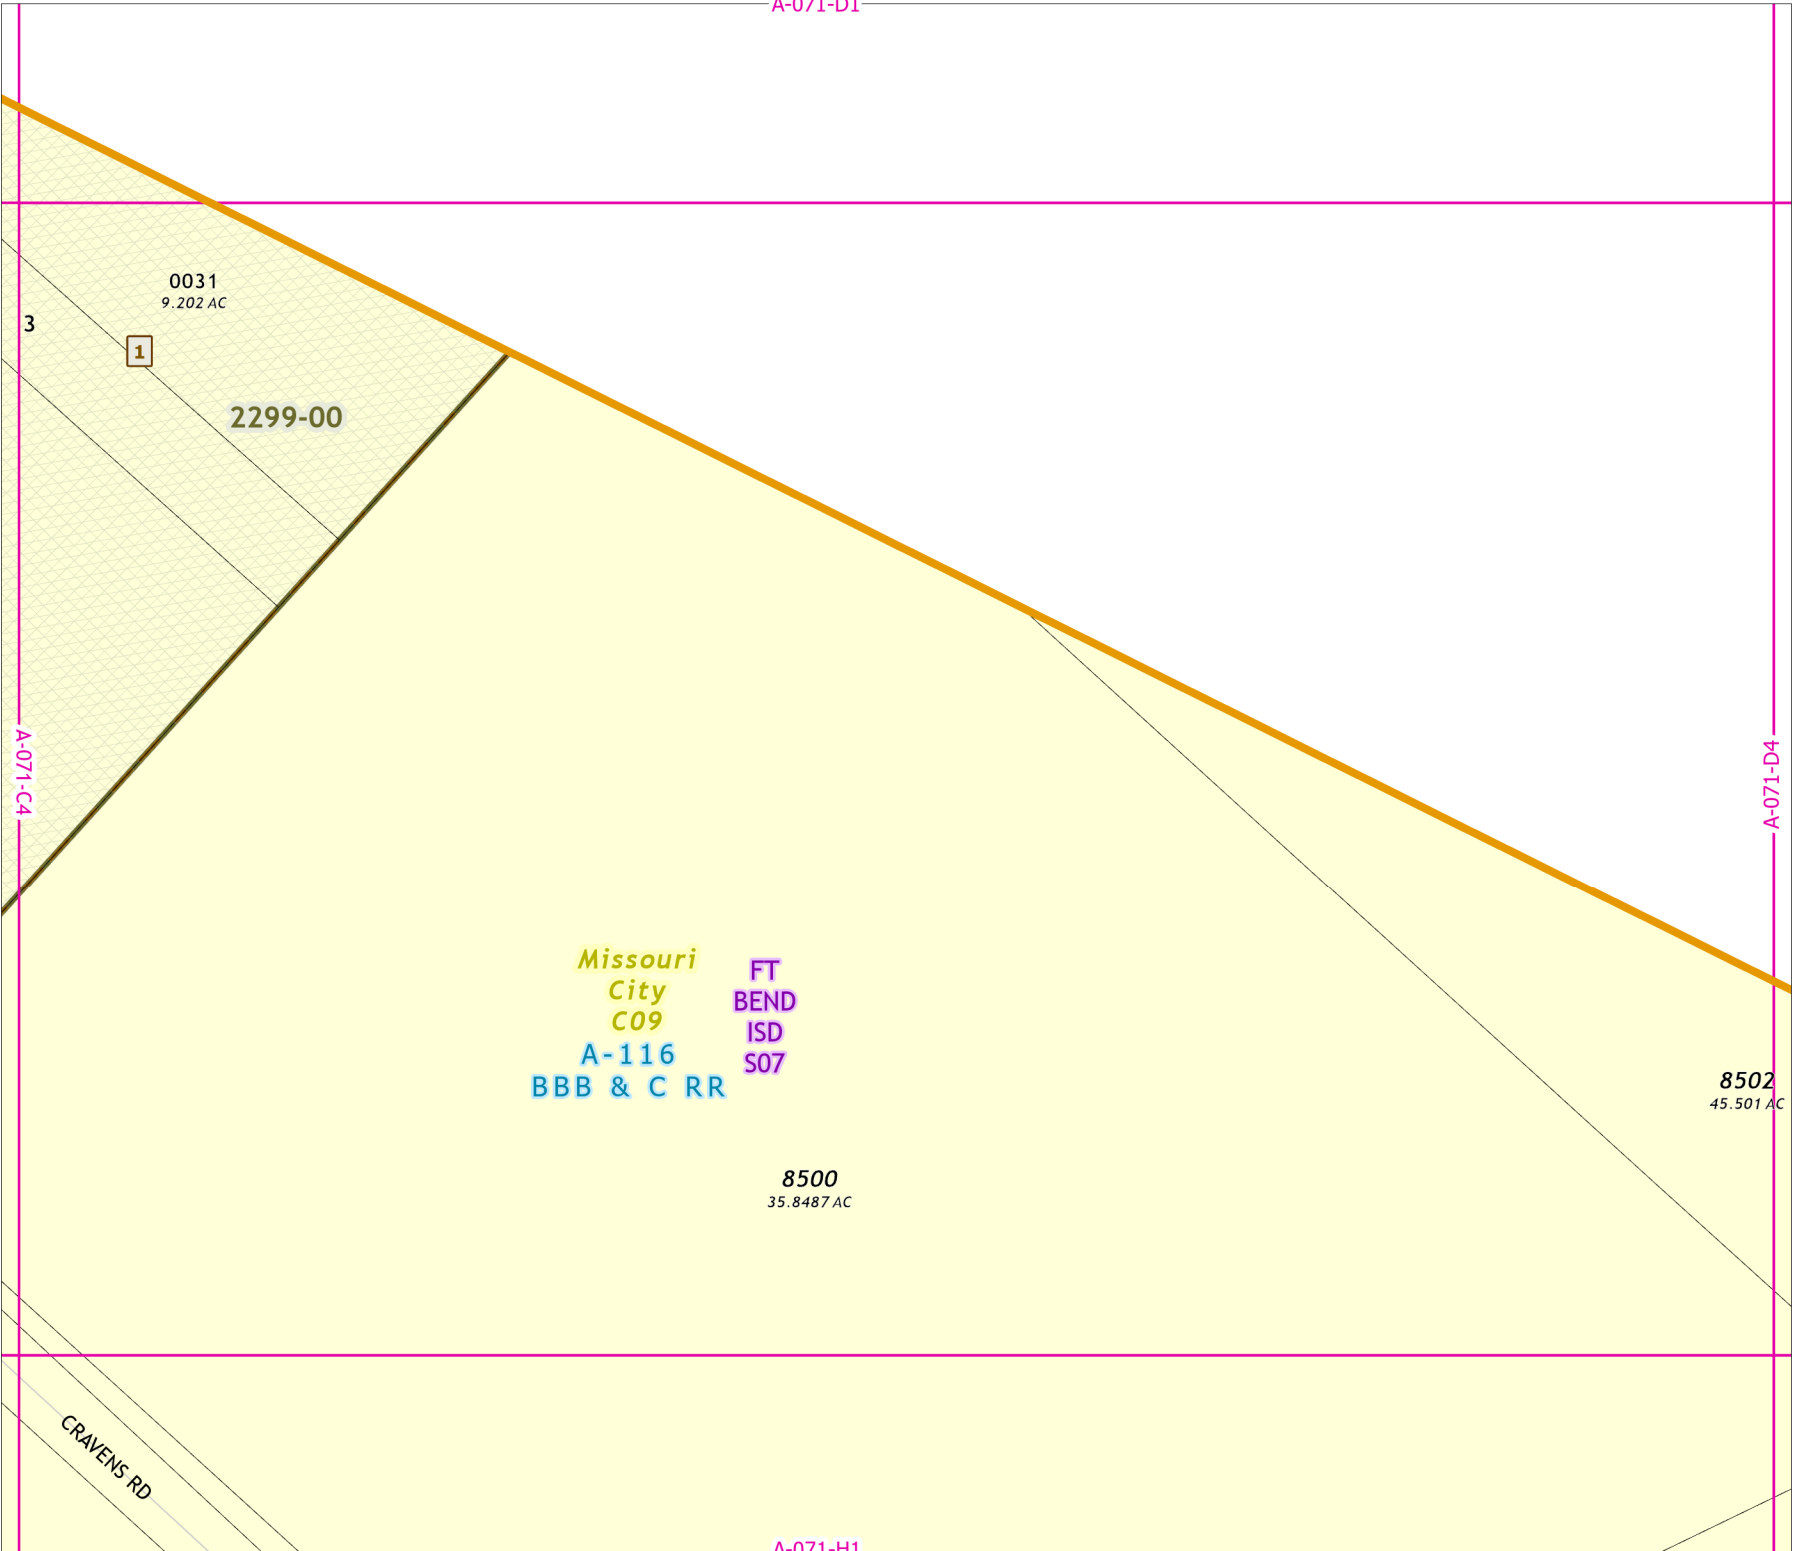 A-071-D1
0031
9.202 AC
3
1
2299-00
A-071-C4
A-071-D4
Missouri
City
C09
FT
BEND
ISD
S07
A-116
BBB & C RR
8502
45.501 AC
8500
35.8487 AC
CRAVENS RD
A-071-H1